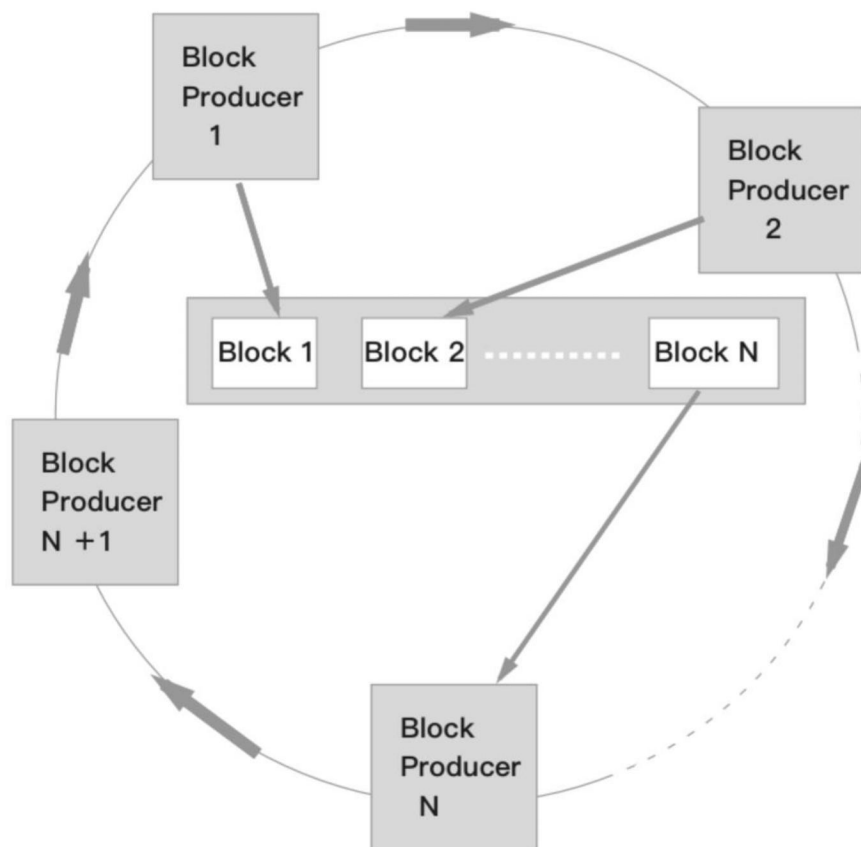 Block
Producer
1
Block
Producer
2
Block 1
Block 2
Block N
Block
Producer
N +1
Block
Producer
N